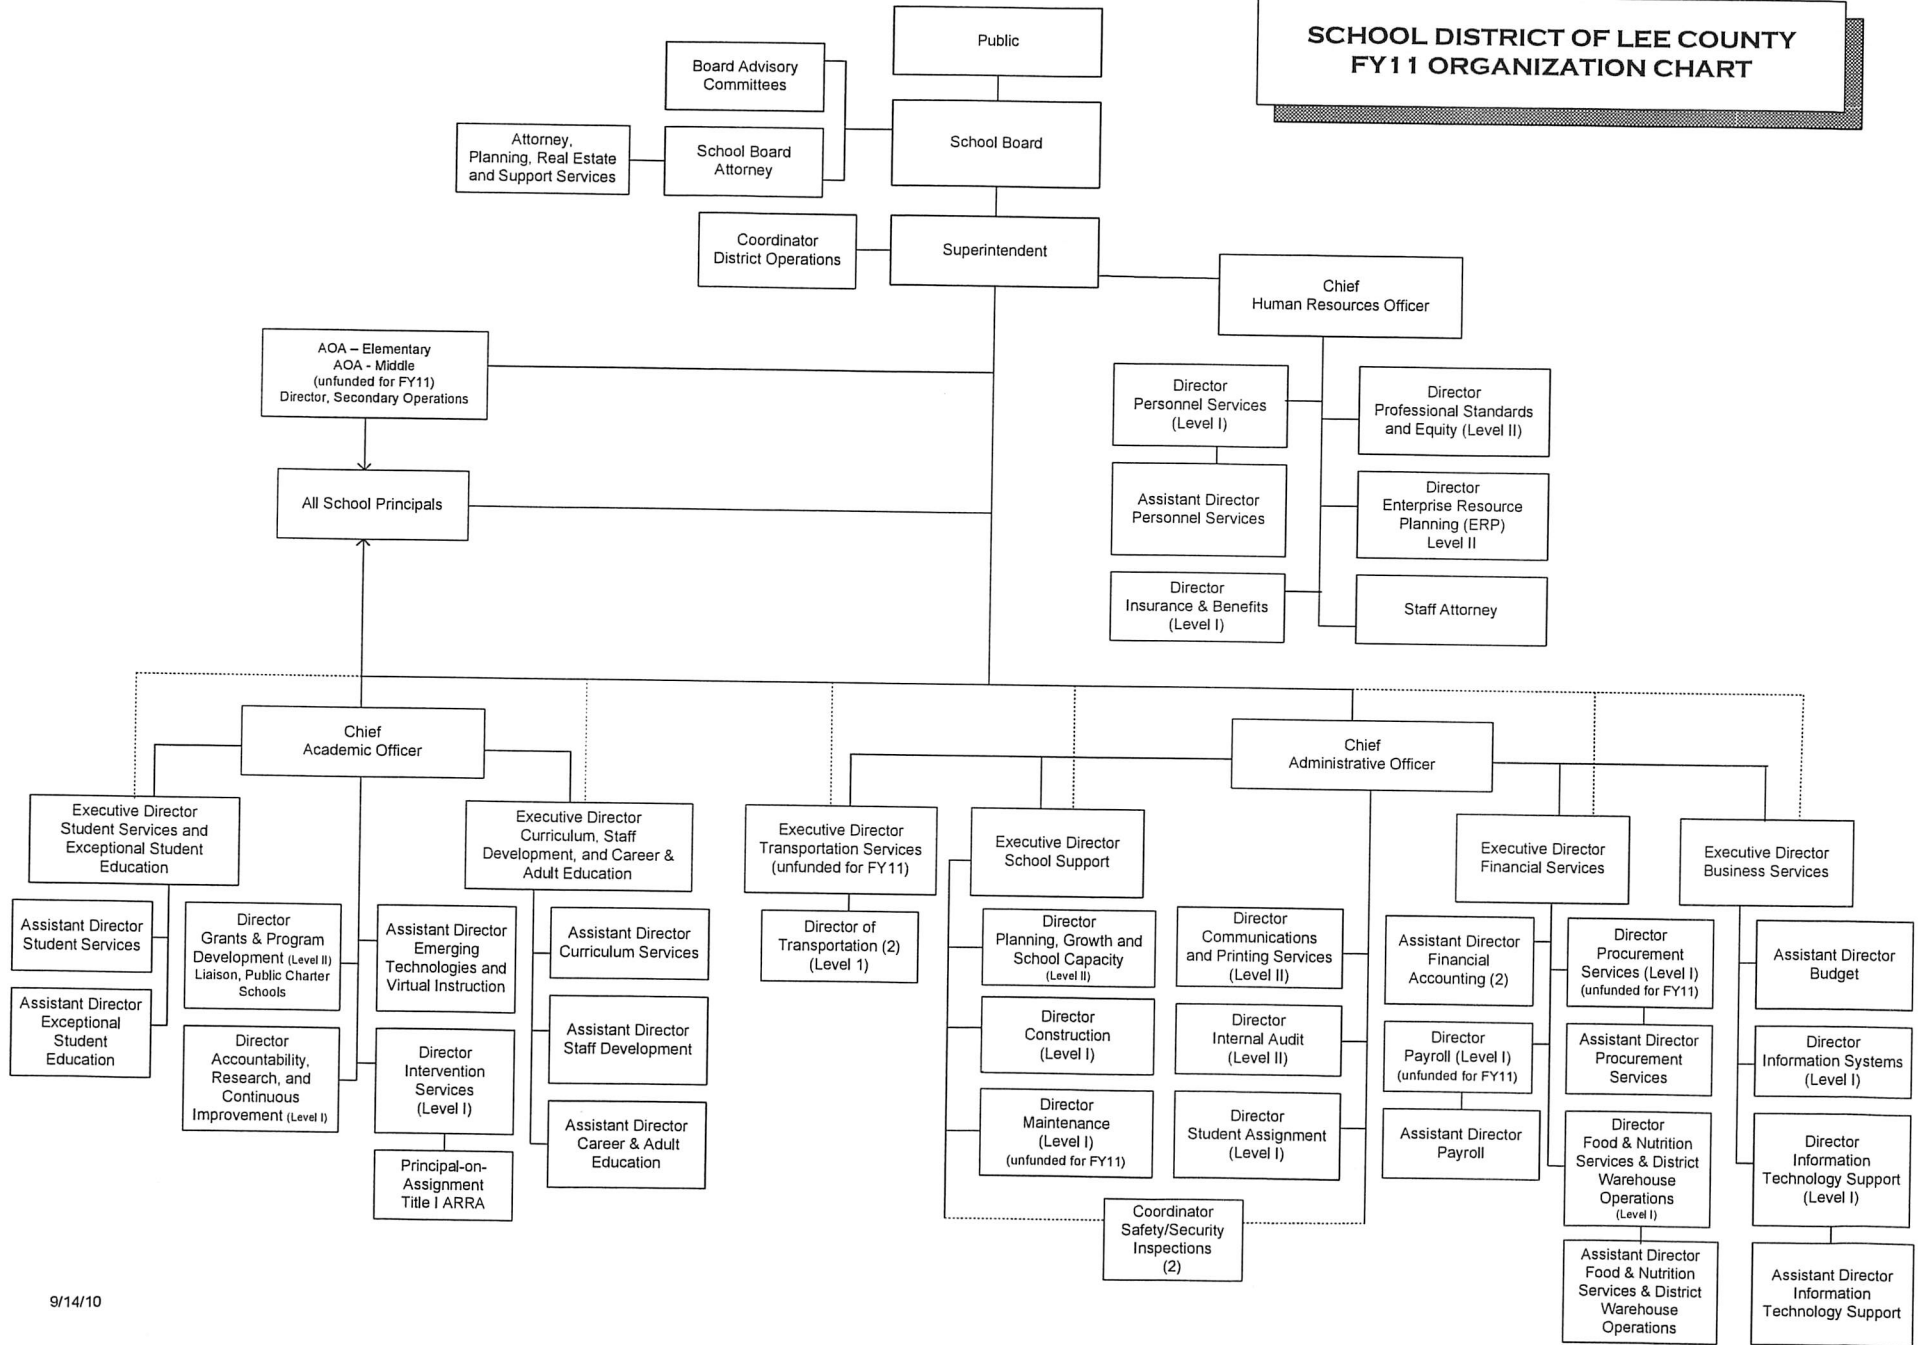 SCHOOL DISTRICT OF LEE COUNTY
FY11 ORGANIZATION CHART
Public
Board Advisory
Committees
School Board
Attorney,
Planning, Real Estate
and Support Services
School Board
Attorney
Coordinator
District Operations
Superintendent
Chief
Human Resources Officer
AOA – Elementary
AOA - Middle
(unfunded for FY11)
Director, Secondary Operations
All School Principals
Director
Personnel Services
(Level I)
Director
Professional Standards
and Equity (Level II)
Assistant Director
Personnel Services
Director
Enterprise Resource
Planning (ERP)
Level II
Director
Insurance & Benefits
(Level I)
Staff Attorney
Chief
Academic Officer
Chief
Administrative Officer
Executive Director
Student Services and
Exceptional Student
Education
Executive Director
Curriculum, Staff
Development, and Career &
Adult Education
Executive Director
Transportation Services
(unfunded for FY11)
Executive Director
School Support
Executive Director
Financial Services
Executive Director
Business Services
Assistant Director
Student Services
Assistant Director
Exceptional
Student
Education
Director
Grants & Program
Development (Level II)
Liaison, Public Charter
Schools
Director
Accountability,
Research, and
Continuous
Improvement (Level I)
Assistant Director
Emerging
Technologies and
Virtual Instruction
Director
Intervention
Services
(Level I)
Principal-on-
Assignment
Title I ARRA
Assistant Director
Curriculum Services
Assistant Director
Staff Development
Assistant Director
Career & Adult
Education
Director of
Transportation (2)
(Level 1)
Director
Planning, Growth and
School Capacity
(Level II)
Director
Construction
(Level I)
Director
Maintenance
(Level I)
(unfunded for FY11)
Director
Communications
and Printing Services
(Level II)
Director
Internal Audit
(Level II)
Director
Student Assignment
(Level I)
Coordinator
Safety/Security
Inspections
(2)
Assistant Director
Financial
Accounting (2)
Director
Payroll (Level I)
(unfunded for FY11)
Assistant Director
Payroll
Director
Procurement
Services (Level I)
(unfunded for FY11)
Assistant Director
Procurement
Services
Director
Food & Nutrition
Services & District
Warehouse
Operations
(Level I)
Assistant Director
Food & Nutrition
Services & District
Warehouse
Operations
Assistant Director
Budget
Director
Information Systems
(Level I)
Director
Information
Technology Support
(Level I)
Assistant Director
Information
Technology Support
9/14/10